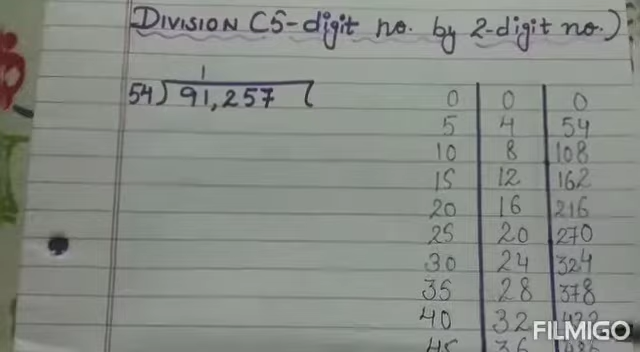 DIVISION (5-digit no. by 2-digit no.)
1
54) 91,257 (
0 0 0
5 4 54
10 8 108
15 12 162
20 16 216
25 20 270
30 24 324
35 28 378
40 32
45 36
FILMIGO